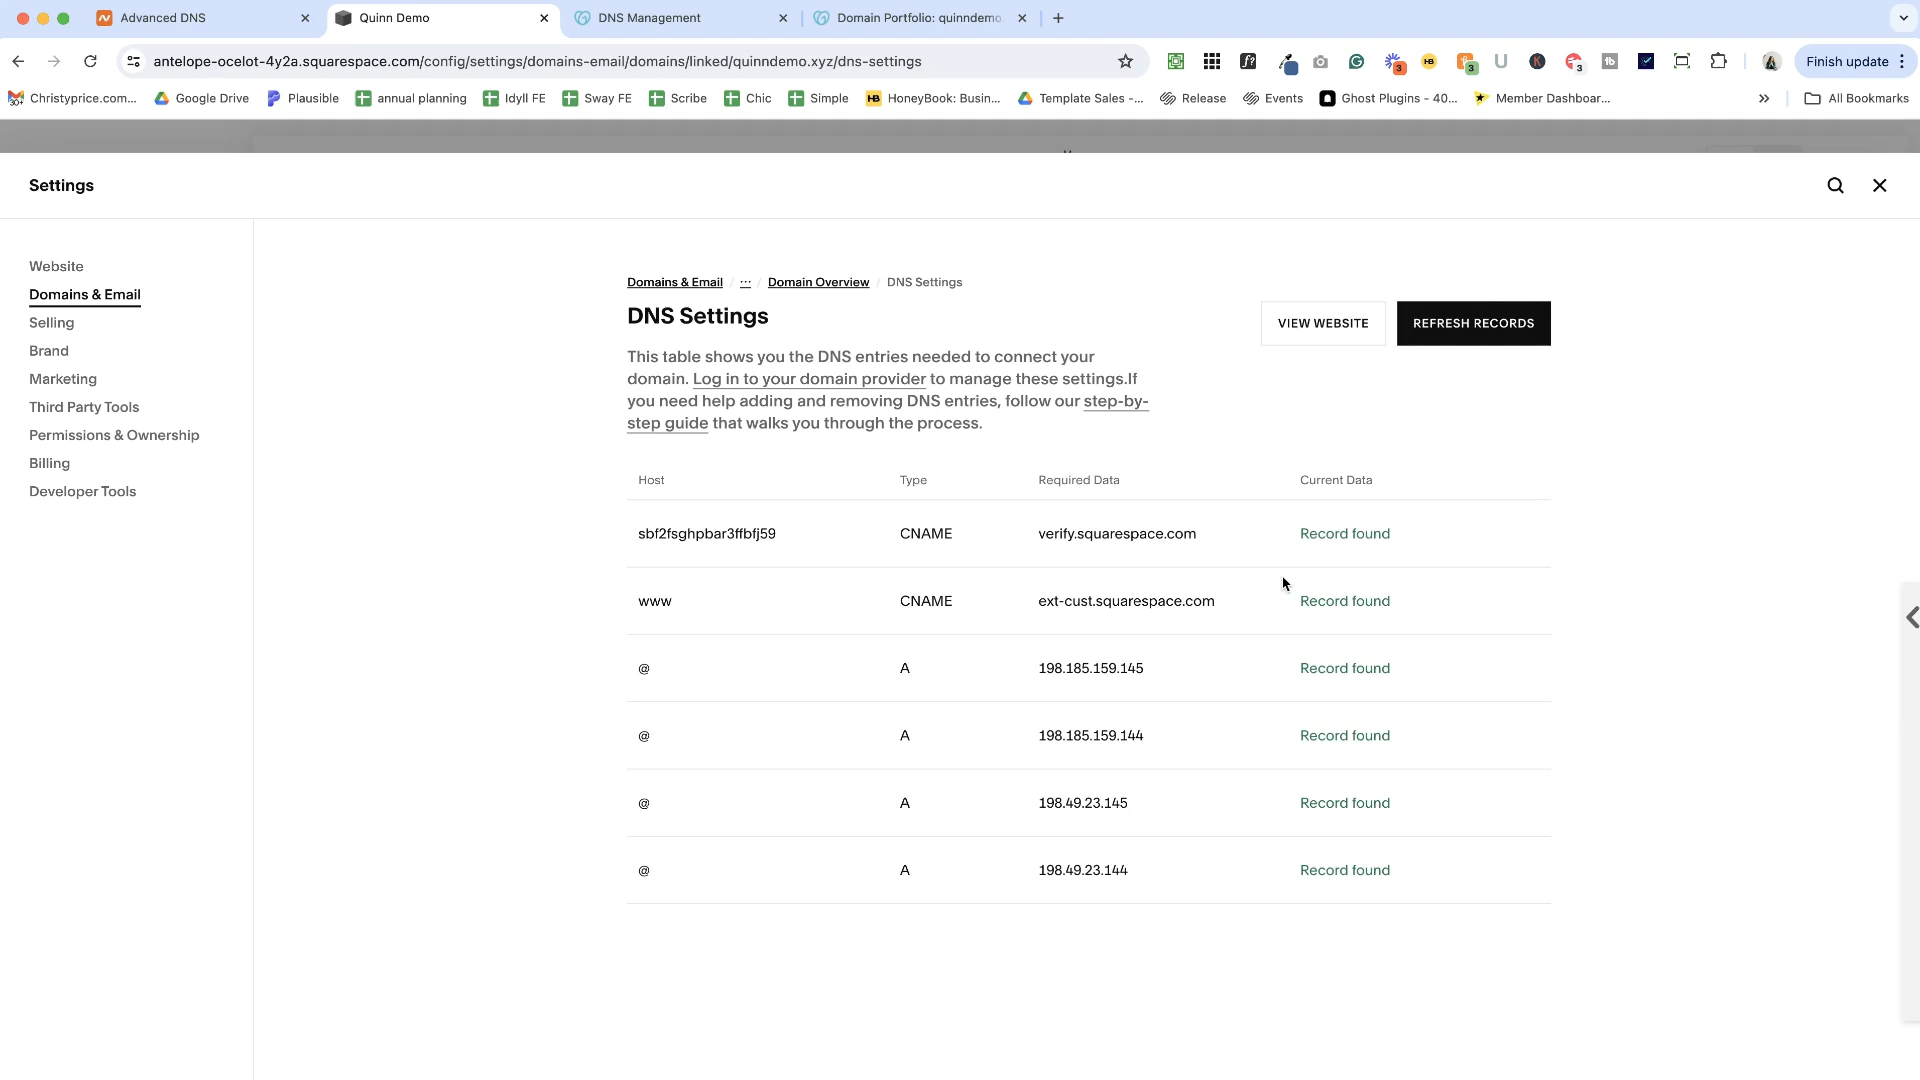 Advanced DNS
Quinn Demo
DNS Management
Domain Portfolio: quinndemo.
antelope-ocelot-4y2a.squarespace.com/config/settings/domains-email/domains/linked/quinndemo.xyz/dns-settings
f?
3
HB
3
U
K
3
tb
Finish update
Christyprice.com...
Google Drive
Plausible
annual planning
Idyll FE
Sway FE
Scribe
Chic
Simple
HB
HoneyBook: Busin...
Template Sales -...
Release
Events
Ghost Plugins - 40...
Member Dashboar...
»
All Bookmarks
Settings
Website
Domains & Email
Selling
Brand
Marketing
Third Party Tools
Permissions & Ownership
Billing
Developer Tools
Domains & Email / ... / Domain Overview / DNS Settings
DNS Settings
VIEW WEBSITE
REFRESH RECORDS
This table shows you the DNS entries needed to connect your
domain. Log in to your domain provider to manage these settings.If
you need help adding and removing DNS entries, follow our step-by-
step guide that walks you through the process.
Host Type Required Data Current Data
sbf2fsghpbar3ffbfj59 CNAME verify.squarespace.com Record found
www CNAME ext-cust.squarespace.com Record found
@ A 198.185.159.145 Record found
@ A 198.185.159.144 Record found
@ A 198.49.23.145 Record found
@ A 198.49.23.144 Record found